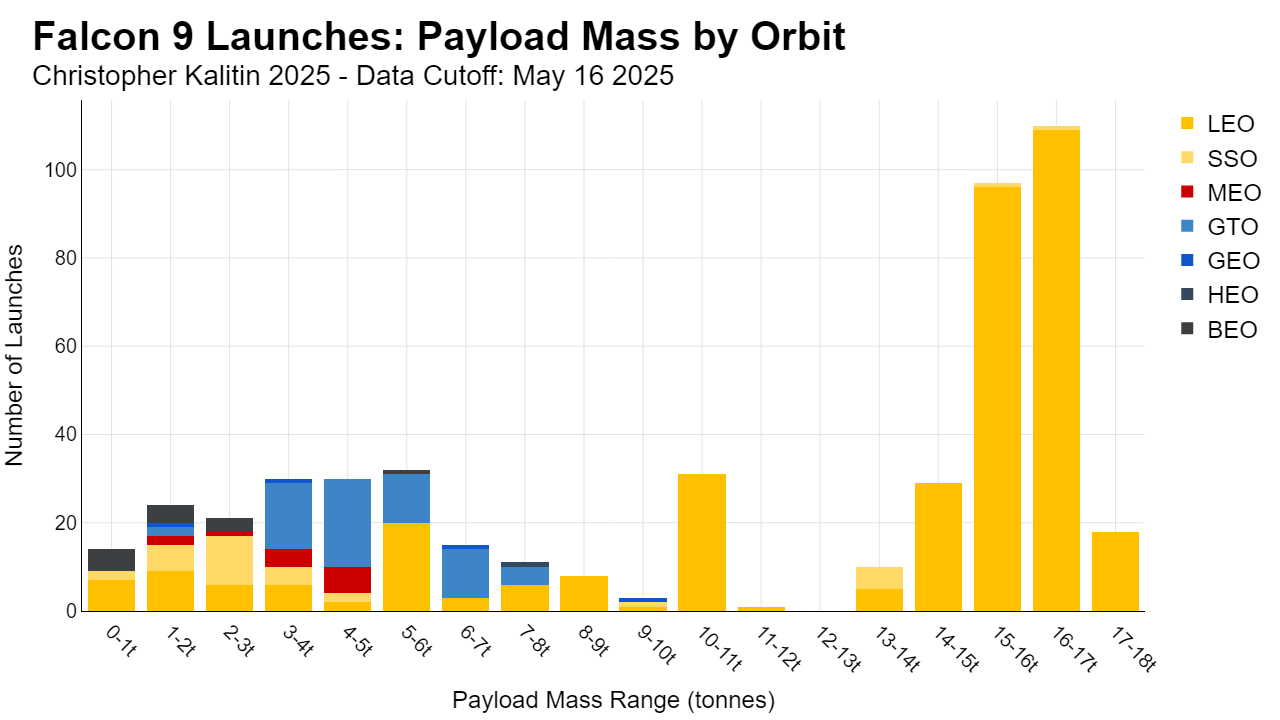 Falcon 9 Launches: Payload Mass by Orbit
Christopher Kalitin 2025 - Data Cutoff: May 16 2025
Number of Launches
100
80
60
40
20
0
0-1t
1-2t
2-3t
3-4t
4-5t
5-6t
6-7t
7-8t
8-9t
9-10t
10-11t
11-12t
12-13t
13-14t
14-15t
15-16t
16-17t
17-18t
Payload Mass Range (tonnes)
LEO
SSO
MEO
GTO
GEO
HEO
BEO